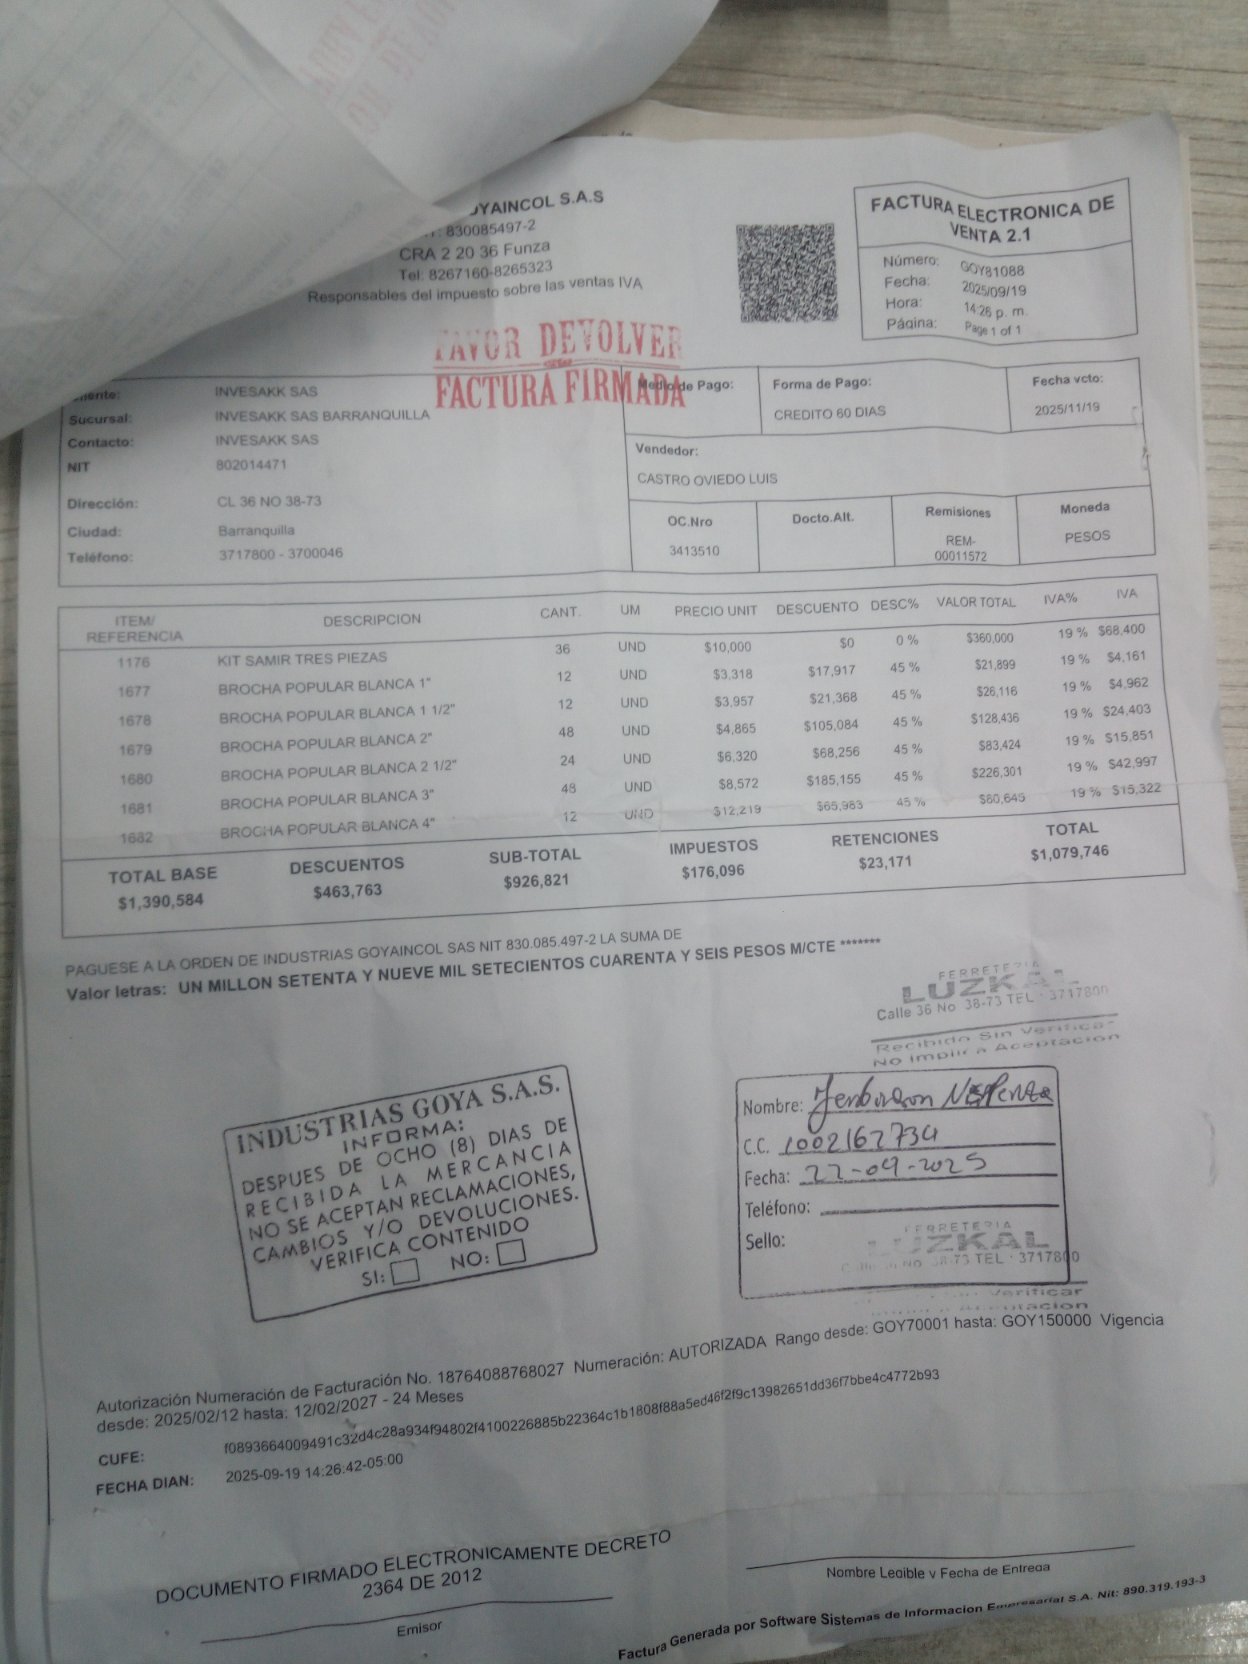 GOYAINCOL S.A.S
830085497-2
CRA 2 20 36 Funza
Tel: 8267160-8265323
Responsables del impuesto sobre las ventas IVA
FACTURA ELECTRONICA DE
VENTA 2.1
Número: GOY81088
Fecha: 2025/09/19
Hora: 14:26 p. m.
Página: Page 1 of 1
FAVOR DEVOLVER
FACTURA FIRMADA
Cliente: INVESAKK SAS
Sucursal: INVESAKK SAS BARRANQUILLA
Contacto: INVESAKK SAS
NIT 802014471
Dirección: CL 36 NO 38-73
Ciudad: Barranquilla
Teléfono: 3717800 - 3700046
Medio de Pago: Forma de Pago: Fecha vcto:
CREDITO 60 DIAS 2025/11/19
Vendedor:
CASTRO OVIEDO LUIS
OC.Nro Docto.Alt. Remisiones Moneda
3413510 REM-00011572 PESOS
ITEM/REFERENCIA DESCRIPCION CANT. UM PRECIO UNIT DESCUENTO DESC% VALOR TOTAL IVA% IVA
1176 KIT SAMIR TRES PIEZAS 36 UND $10,000 $0 0 % $360,000 19 % $68,400
1677 BROCHA POPULAR BLANCA 1" 12 UND $3,318 $17,917 45 % $21,899 19 % $4,161
1678 BROCHA POPULAR BLANCA 1 1/2" 12 UND $3,957 $21,368 45 % $26,116 19 % $4,962
1679 BROCHA POPULAR BLANCA 2" 48 UND $4,865 $105,084 45 % $128,436 19 % $24,403
1680 BROCHA POPULAR BLANCA 2 1/2" 24 UND $6,320 $68,256 45 % $83,424 19 % $15,851
1681 BROCHA POPULAR BLANCA 3" 48 UND $8,572 $185,155 45 % $226,301 19 % $42,997
1682 BROCHA POPULAR BLANCA 4" 12 UND $12,219 $65,983 45 % $80,645 19 % $15,322
TOTAL BASE DESCUENTOS SUB-TOTAL IMPUESTOS RETENCIONES TOTAL
$1,390,584 $463,763 $926,821 $176,096 $23,171 $1,079,746
PAGUESE A LA ORDEN DE INDUSTRIAS GOYAINCOL SAS NIT 830.085.497-2 LA SUMA DE
Valor letras: UN MILLON SETENTA Y NUEVE MIL SETECIENTOS CUARENTA Y SEIS PESOS M/CTE *******
FERRETERIA
LUZKAL
Calle 36 No 38-73 TEL : 3717800
Recibido Sin Verificar
No Implica Aceptacion
INDUSTRIAS GOYA S.A.S.
INFORMA:
DESPUES DE OCHO (8) DIAS DE
RECIBIDA LA MERCANCIA
NO SE ACEPTAN RECLAMACIONES,
CAMBIOS Y/O DEVOLUCIONES.
VERIFICA CONTENIDO
SI: NO:
Nombre:
C.C. 1002162734
Fecha: 22-09-2025
Teléfono:
Sello:
FERRETERIA
LUZKAL
No 38-73 TEL : 3717800
Verificar
Autorización Numeración de Facturación No. 18764088768027 Numeración: AUTORIZADA Rango desde: GOY70001 hasta: GOY150000 Vigencia
desde: 2025/02/12 hasta: 12/02/2027 - 24 Meses
CUFE: f0893664009491c32d4c28a934f94802f4100226885b22364c1b1808f88a5ed46f2f9c13982651dd36f7bbe4c4772b93
FECHA DIAN: 2025-09-19 14:26:42-05:00
DOCUMENTO FIRMADO ELECTRONICAMENTE DECRETO
2364 DE 2012
Emisor
Nombre Legible y Fecha de Entrega
Factura Generada por Software Sistemas de Informacion Empresarial S.A. Nit: 890.319.193-3